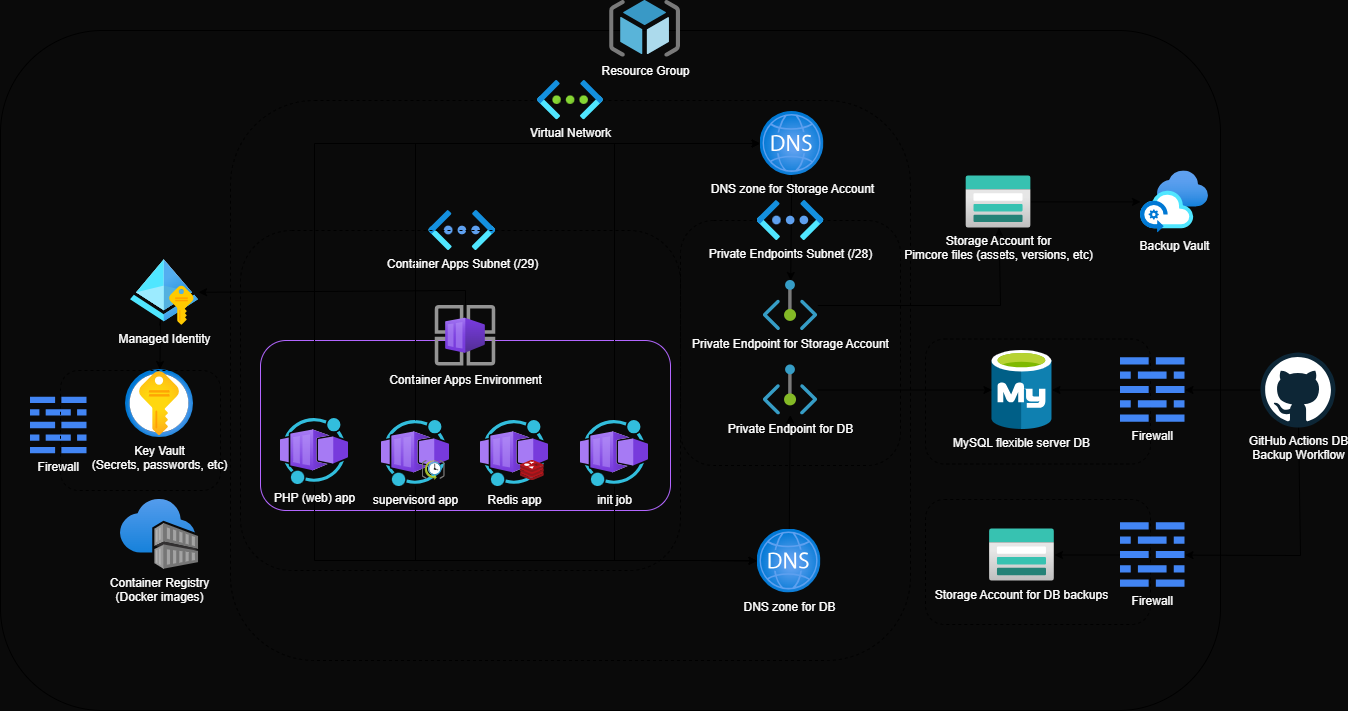 Resource Group
Virtual Network
DNS
DNS zone for Storage Account
Container Apps Subnet (/29)
Private Endpoints Subnet (/28)
Storage Account for
Pimcore files (assets, versions, etc)
Backup Vault
Managed Identity
Private Endpoint for Storage Account
Container Apps Environment
My
Private Endpoint for DB
MySQL flexible server DB
Firewall
GitHub Actions DB
Backup Workflow
Key Vault
(Secrets, passwords, etc)
Firewall
PHP (web) app
supervisord app
Redis app
init job
Container Registry
(Docker images)
DNS
DNS zone for DB
Storage Account for DB backups
Firewall